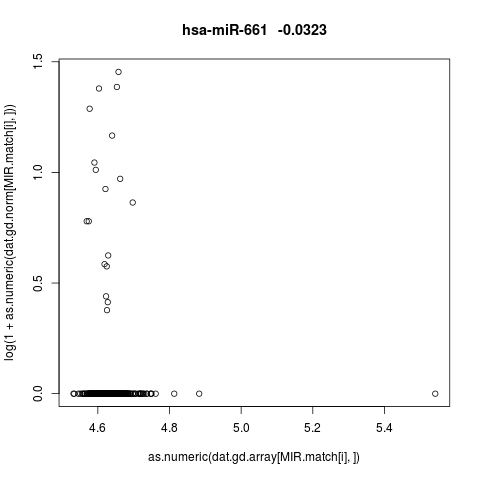 hsa-miR-661 -0.0323
log(1 + as.numeric(dat.gd.norm[MIR.match[i], ]))
1.5
1.0
0.5
0.0
4.6 4.8 5.0 5.2 5.4
as.numeric(dat.gd.array[MIR.match[i], ])